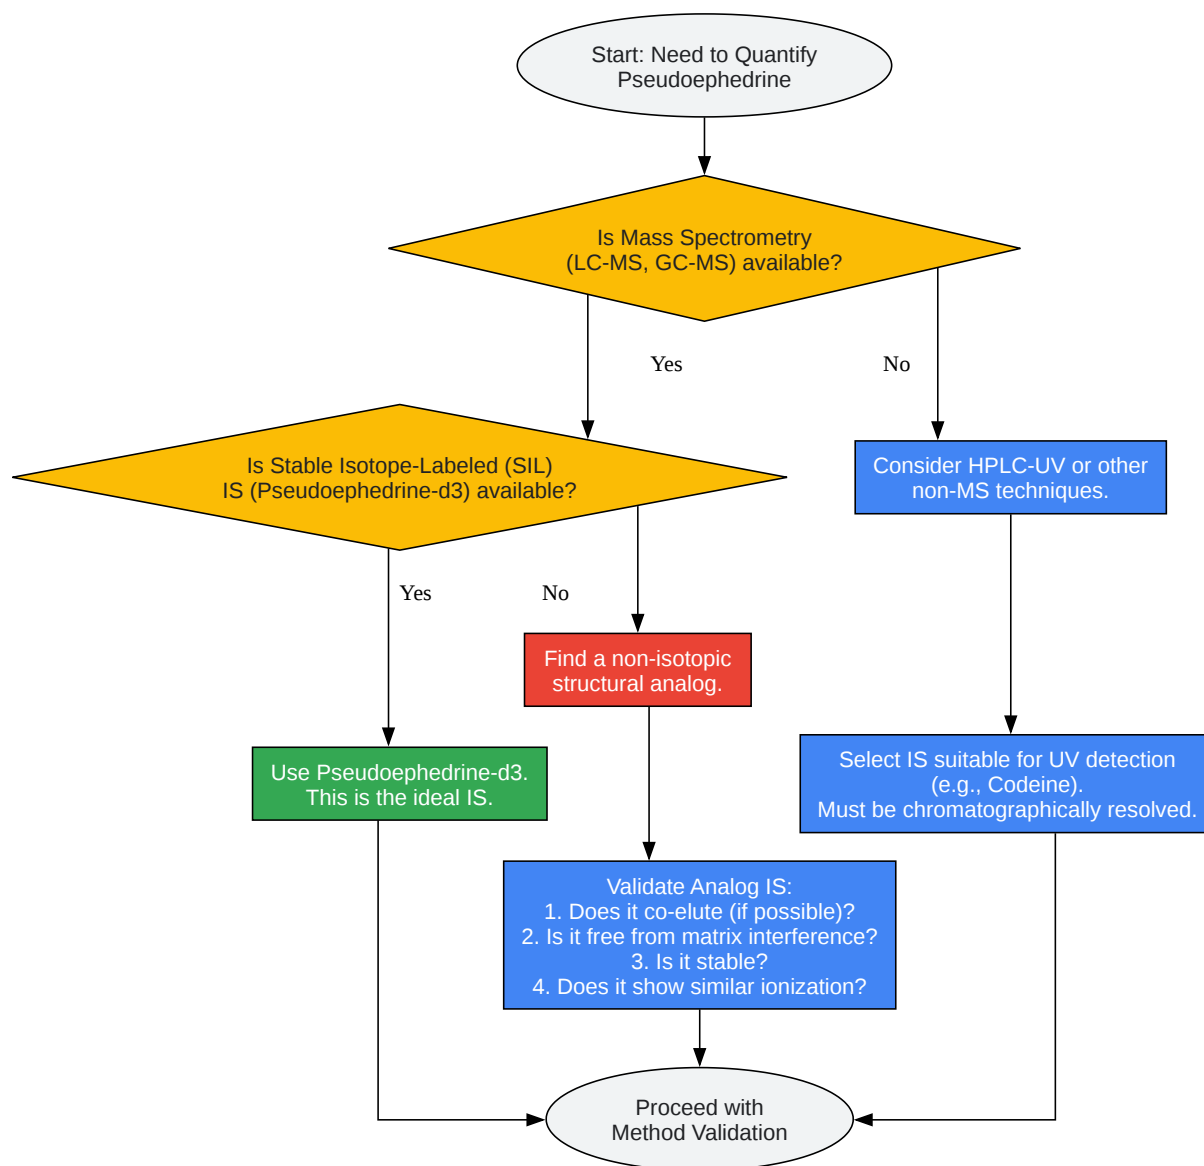 Start: Need to Quantify
Pseudoephedrine
Is Mass Spectrometry
(LC-MS, GC-MS) available?
Yes
No
Is Stable Isotope-Labeled (SIL)
IS (Pseudoephedrine-d3) available?
Consider HPLC-UV or other
non-MS techniques.
Yes
No
Find a non-isotopic
structural analog.
Use Pseudoephedrine-d3.
This is the ideal IS.
Select IS suitable for UV detection
(e.g., Codeine).
Must be chromatographically resolved.
Validate Analog IS:
1. Does it co-elute (if possible)?
2. Is it free from matrix interference?
3. Is it stable?
4. Does it show similar ionization?
Proceed with
Method Validation